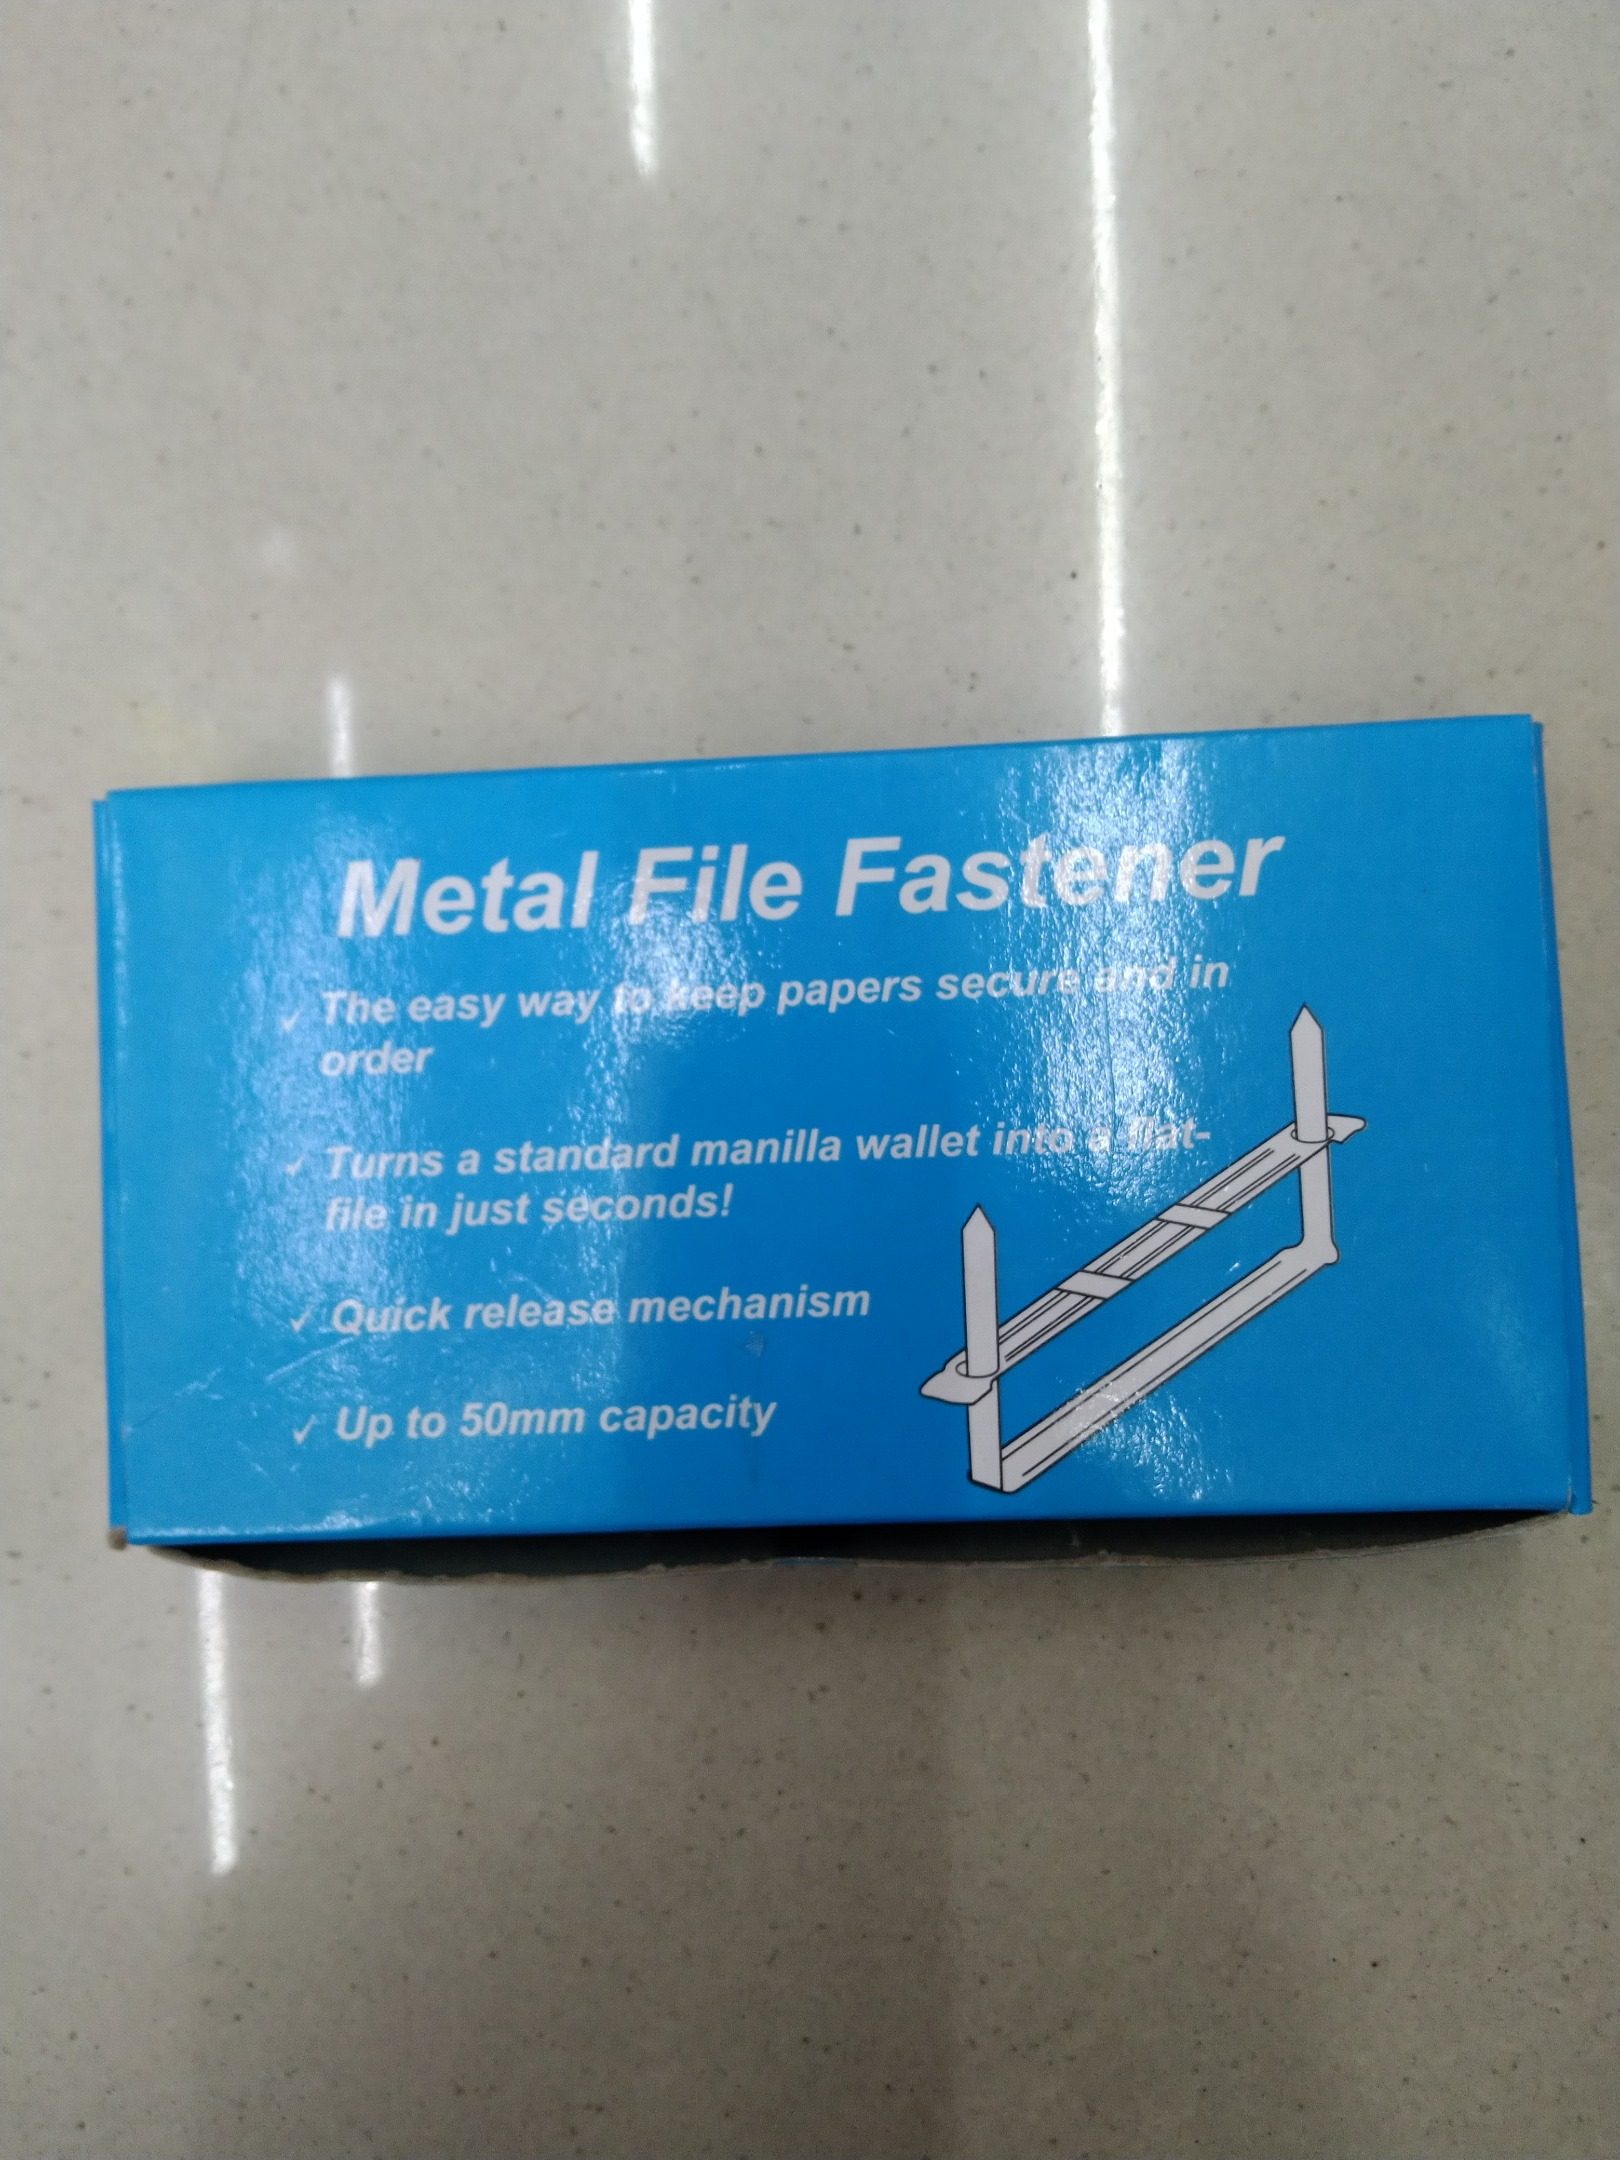 Metal File Fastener
✓ The easy way to keep papers secure and in
order
✓ Turns a standard manilla wallet into a flat-
file in just seconds!
✓ Quick release mechanism
✓ Up to 50mm capacity